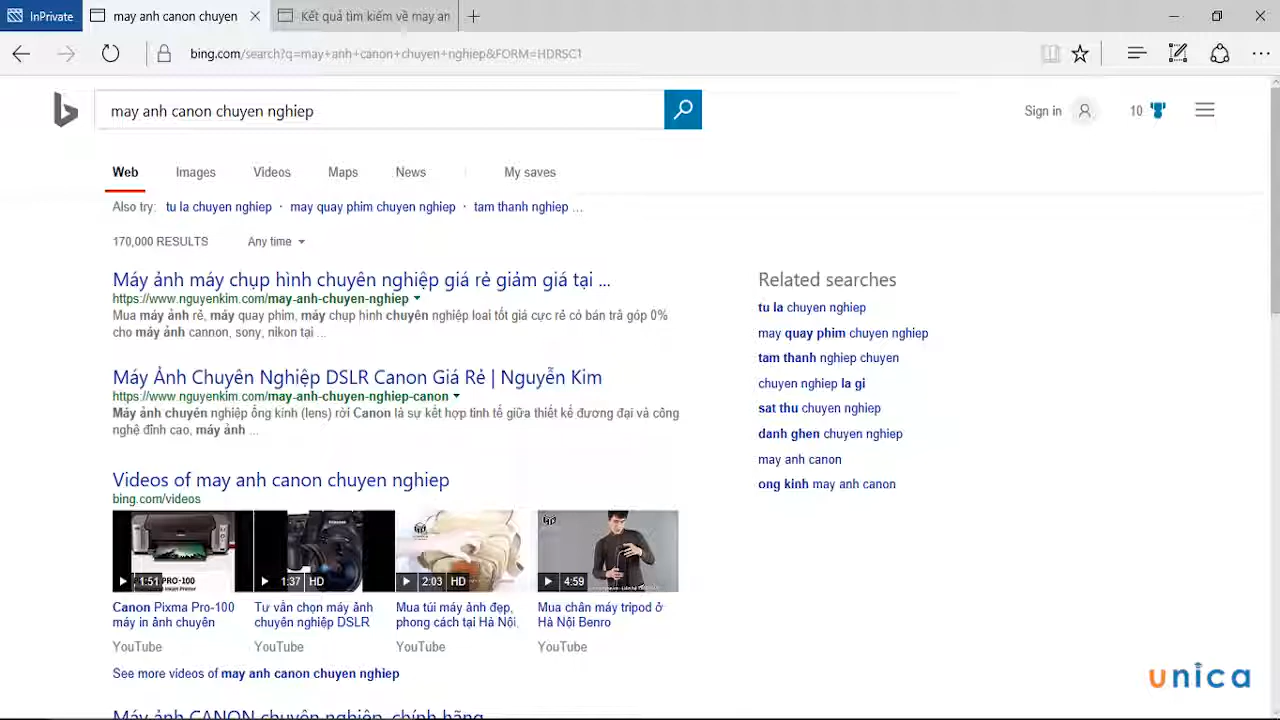 InPrivate
may anh canon chuyen
Kết quả tìm kiếm về may an
bing.com/search?q=may+anh+canon+chuyen+nghiep&FORM=HDRSC1
may anh canon chuyen nghiep
Sign in
10
Web
Images
Videos
Maps
News
My saves
Also try: tu la chuyen nghiep · may quay phim chuyen nghiep · tam thanh nghiep ...
170,000 RESULTS
Any time
Máy ảnh máy chụp hình chuyên nghiệp giá rẻ giảm giá tại ...
https://www.nguyenkim.com/may-anh-chuyen-nghiep
Mua máy ảnh rẻ, máy quay phim, máy chụp hình chuyên nghiệp loại tốt giá cực rẻ có bán trả góp 0%
cho máy ảnh cannon, sony, nikon tại ...
Máy Ảnh Chuyên Nghiệp DSLR Canon Giá Rẻ | Nguyễn Kim
https://www.nguyenkim.com/may-anh-chuyen-nghiep-canon
Máy ảnh chuyên nghiệp ống kính (lens) rời Canon là sự kết hợp tinh tế giữa thiết kế đương đại và công
nghệ đỉnh cao, máy ảnh ...
Videos of may anh canon chuyen nghiep
bing.com/videos
1:51
PRO-100
1:37 HD
2:03 HD
4:59
Canon Pixma Pro-100
máy in ảnh chuyên
YouTube
Tư vấn chọn máy ảnh
chuyên nghiệp DSLR
YouTube
Mua túi máy ảnh đẹp,
phong cách tại Hà Nội,
YouTube
Mua chân máy tripod ở
Hà Nội Benro
YouTube
See more videos of may anh canon chuyen nghiep
Máy ảnh CANON chuyên nghiệp, chính hãng
Related searches
tu la chuyen nghiep
may quay phim chuyen nghiep
tam thanh nghiep chuyen
chuyen nghiep la gi
sat thu chuyen nghiep
danh ghen chuyen nghiep
may anh canon
ong kinh may anh canon
unica